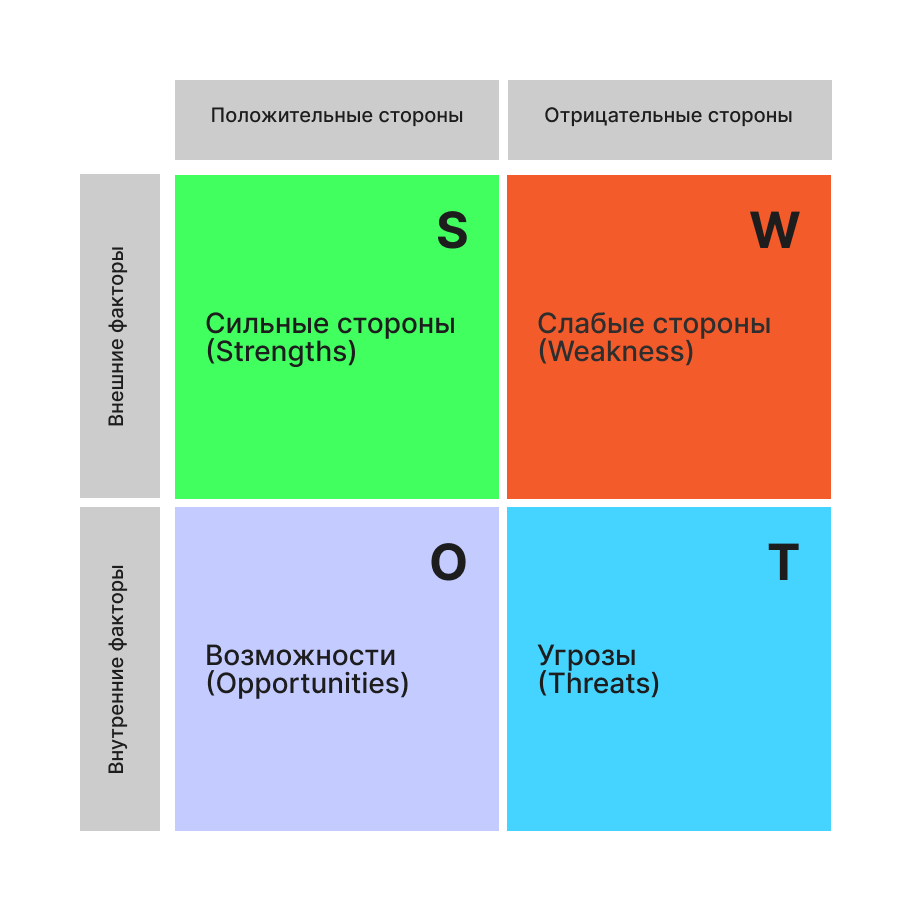 Положительные стороны
Отрицательные стороны
Внешние факторы
S
Сильные стороны
(Strengths)
W
Слабые стороны
(Weakness)
Внутренние факторы
O
Возможности
(Opportunities)
T
Угрозы
(Threats)